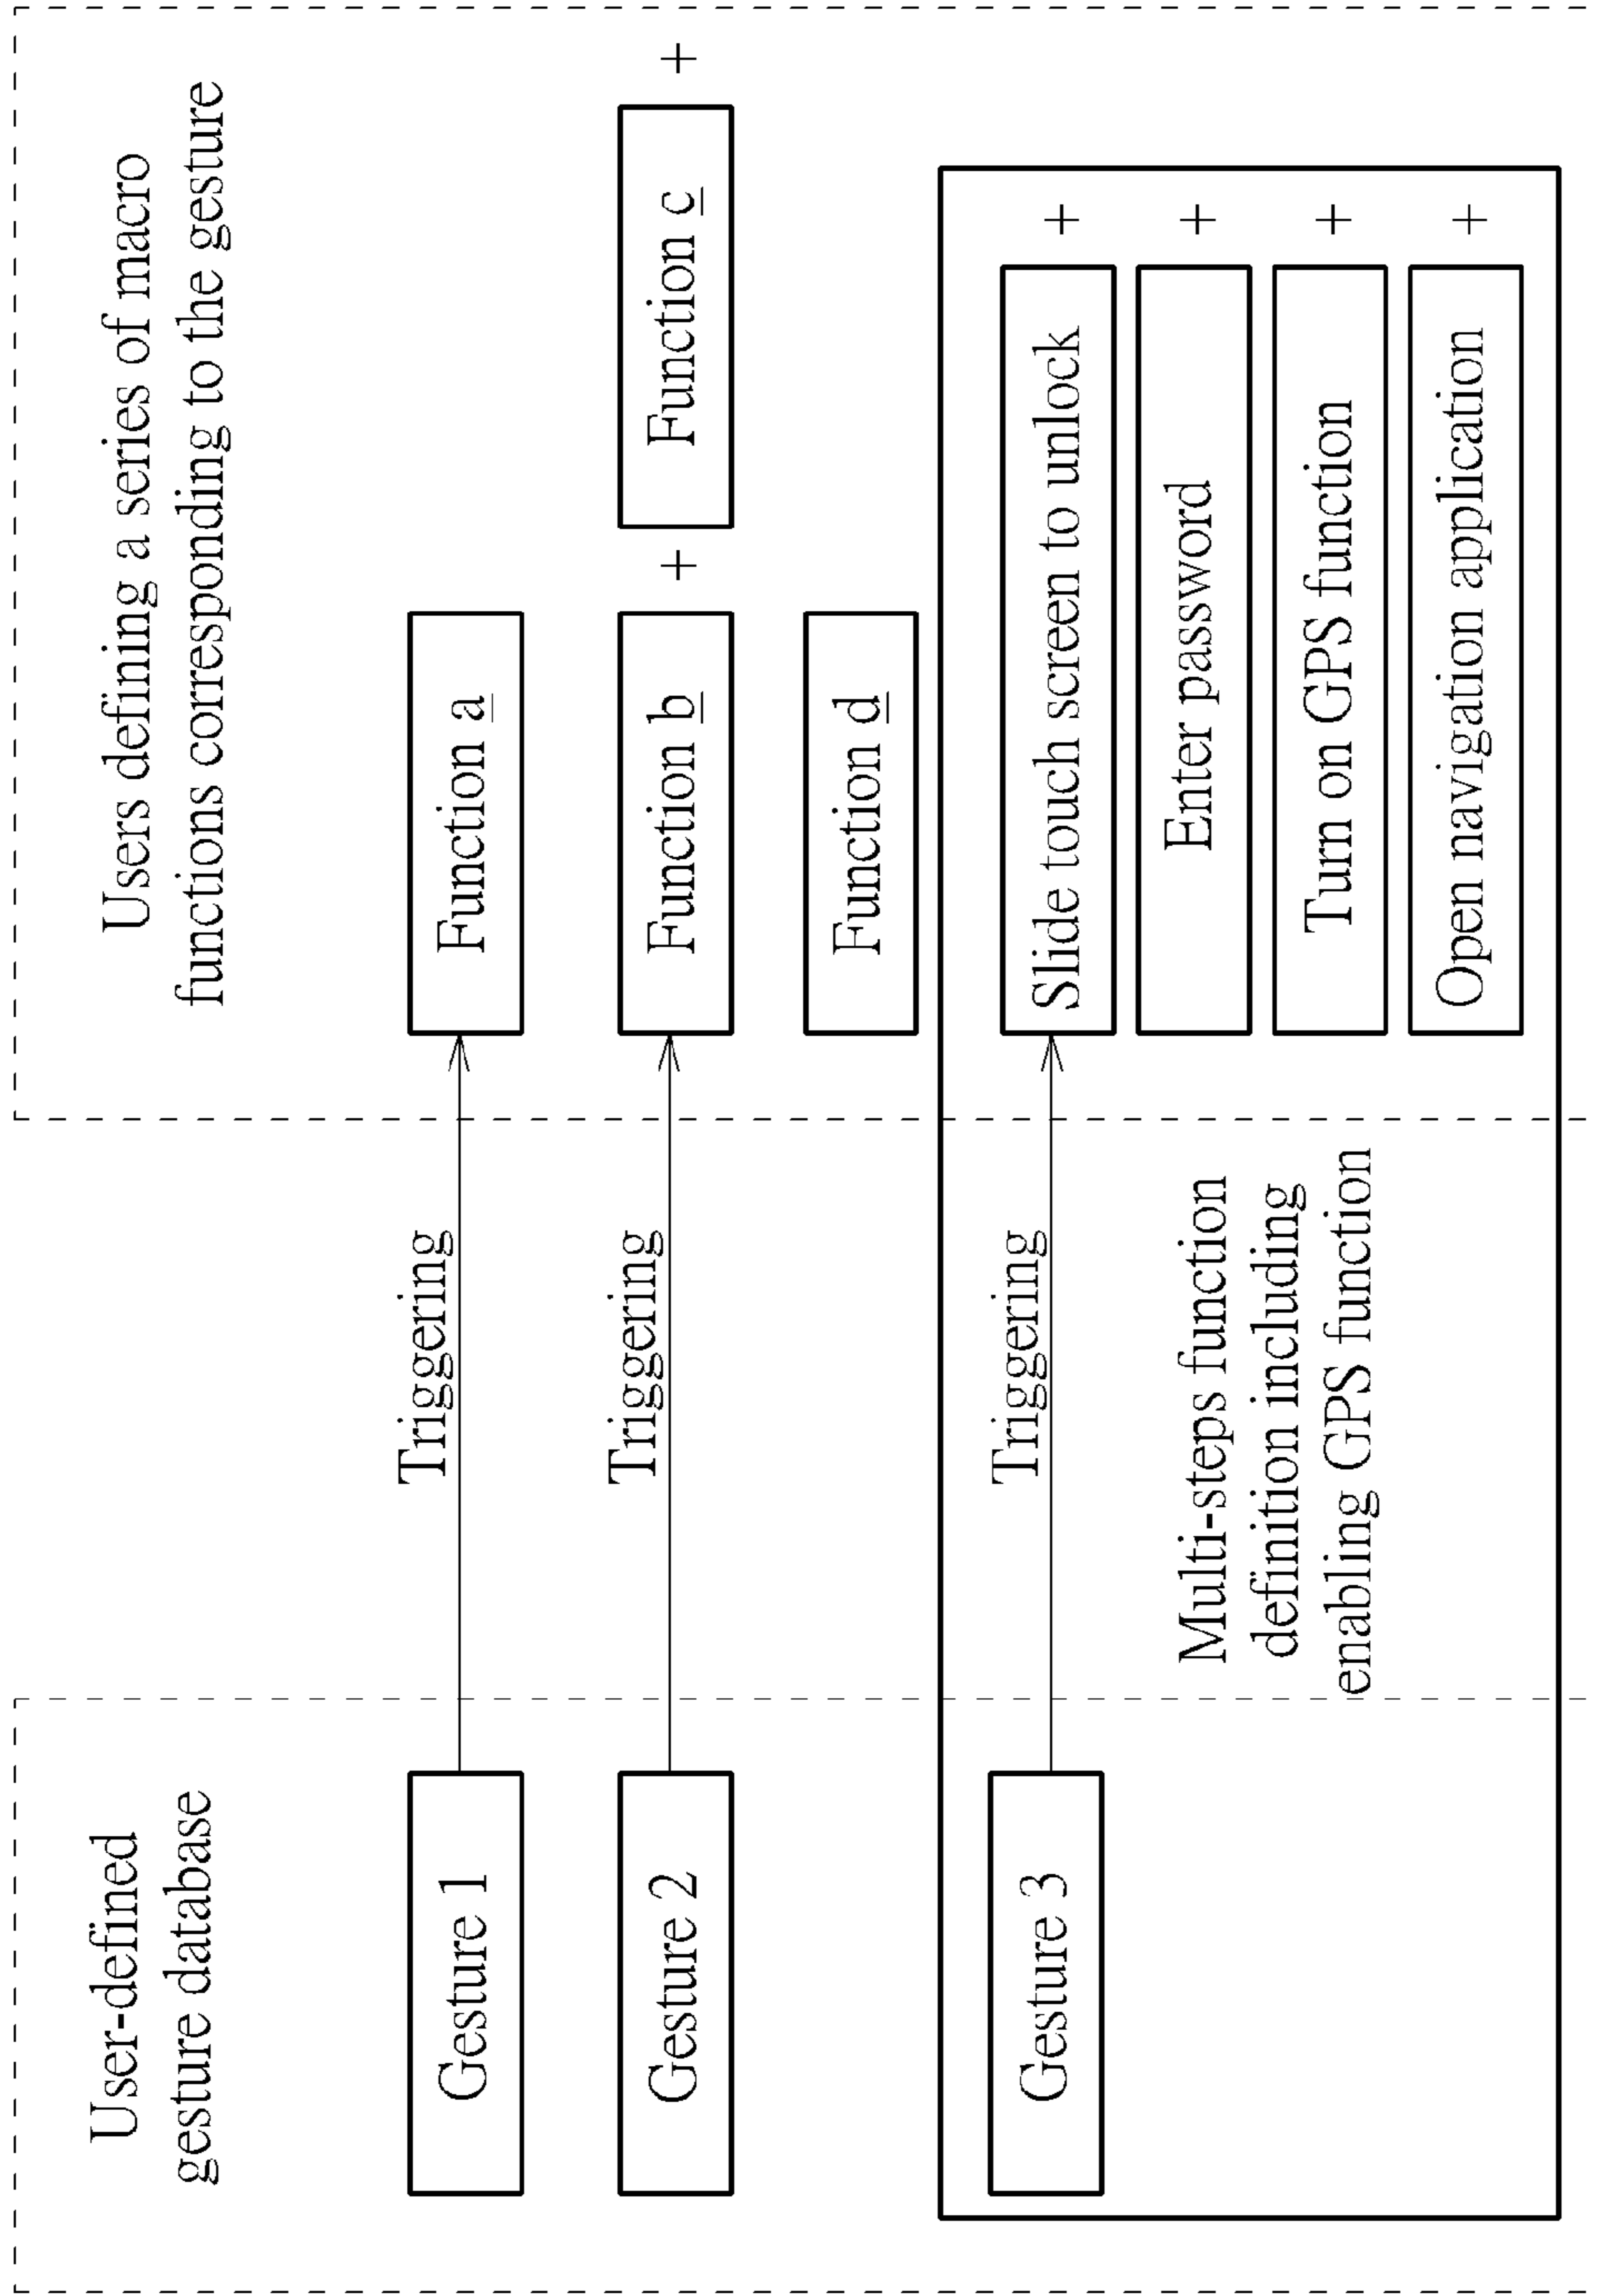 User-defined
gesture database
Users defining a series of macro
functions corresponding to the gesture
Gesture 1
Triggering
Function a
Gesture 2
Triggering
Function b
+
Function c
+
Function d
Gesture 3
Triggering
Slide touch screen to unlock
+
Enter password
+
Turn on GPS function
+
Open navigation application
+
Multi-steps function
definition including
enabling GPS function